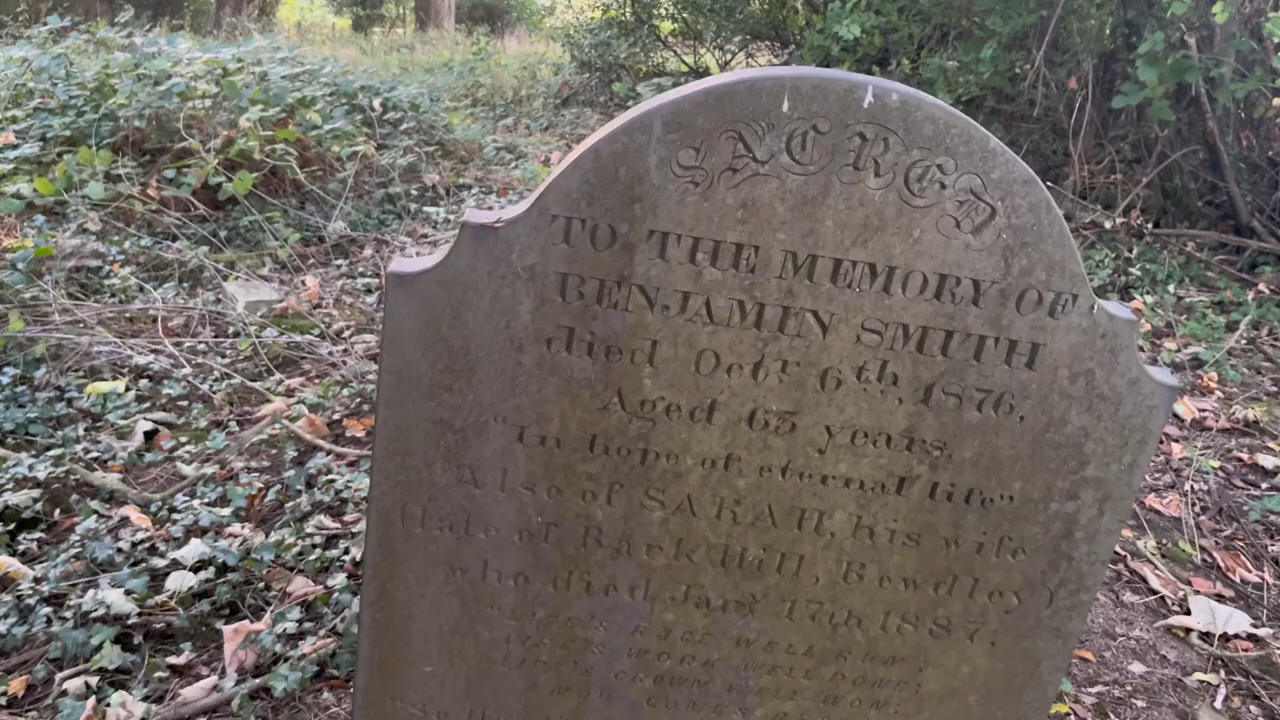 SACRED
TO THE MEMORY OF
BENJAMIN SMITH
died Octr 6th, 1876,
Aged 63 years.
"In hope of eternal life"
Also of SARAH, his wife
(late of Bark Hill, Bewdley)
who died Jany 17th 1887,
"LIFE'S RACE WELL RUN;
LIFE'S WORK WELL DONE;
LIFE'S CROWN WELL WON;
NOW COMES